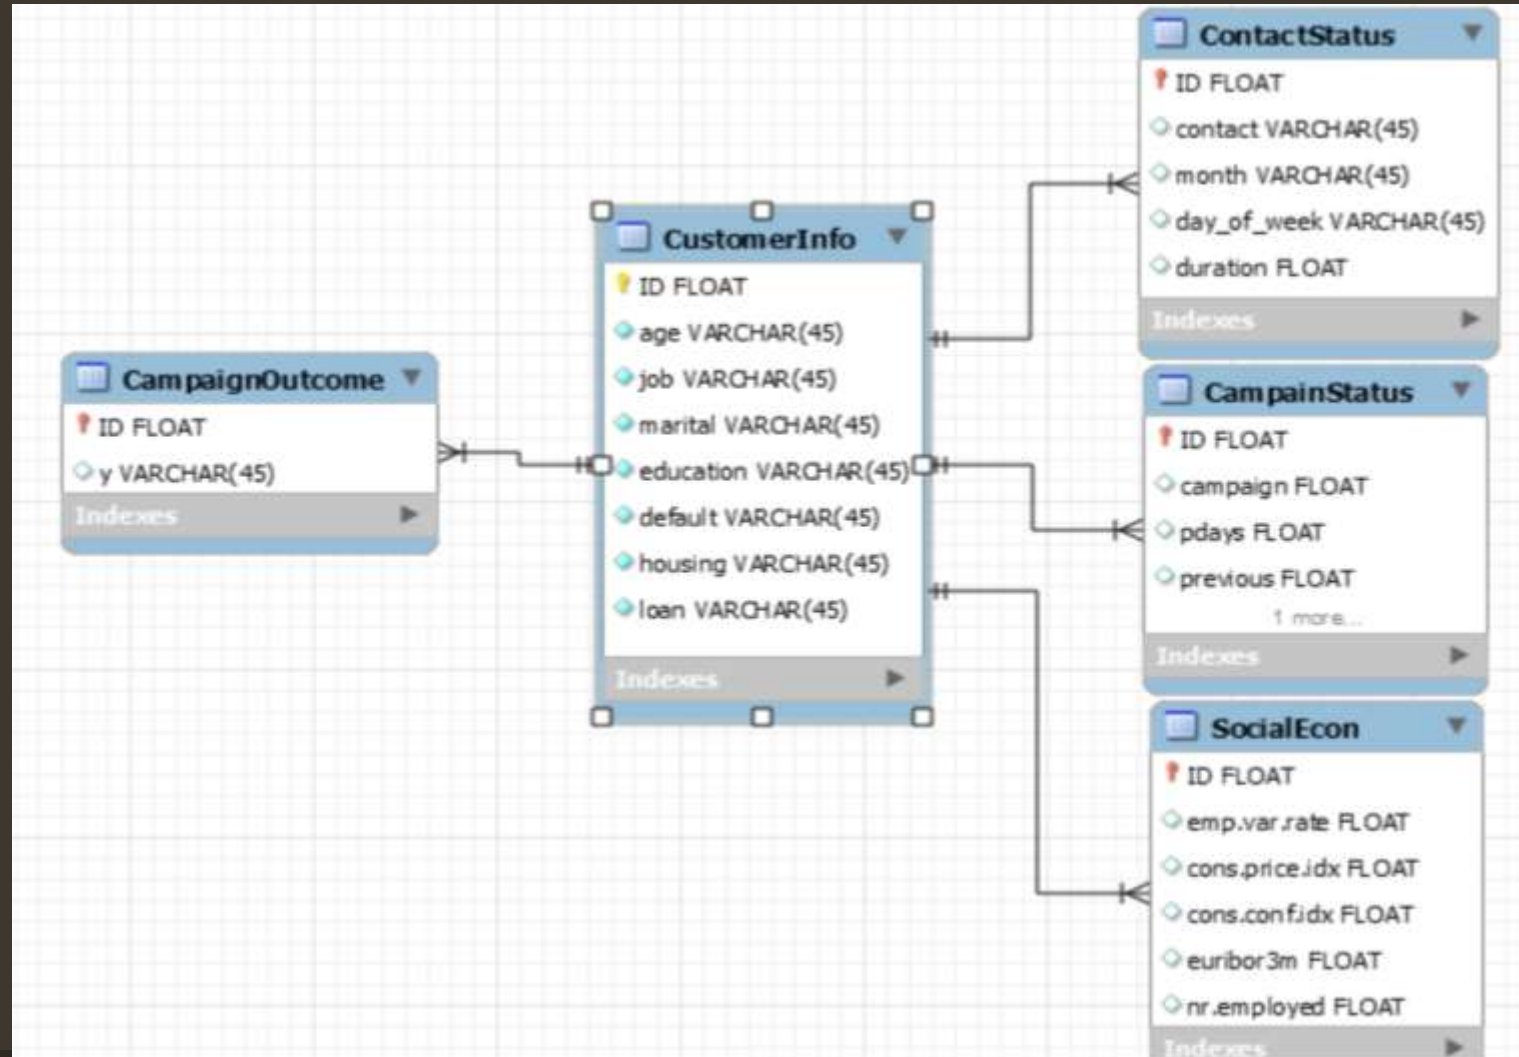 ContactStatus
ID FLOAT
contact VARCHAR(45)
month VARCHAR(45)
day_of_week VARCHAR(45)
duration FLOAT
Indexes
CustomerInfo
ID FLOAT
age VARCHAR(45)
job VARCHAR(45)
marital VARCHAR(45)
education VARCHAR(45)
default VARCHAR(45)
housing VARCHAR(45)
loan VARCHAR(45)
Indexes
CampaignOutcome
ID FLOAT
y VARCHAR(45)
Indexes
CampainStatus
ID FLOAT
campaign FLOAT
pdays FLOAT
previous FLOAT
1 more...
Indexes
SocialEcon
ID FLOAT
emp.var.rate FLOAT
cons.price.idx FLOAT
cons.conf.idx FLOAT
euribor3m FLOAT
nr.employed FLOAT
Indexes